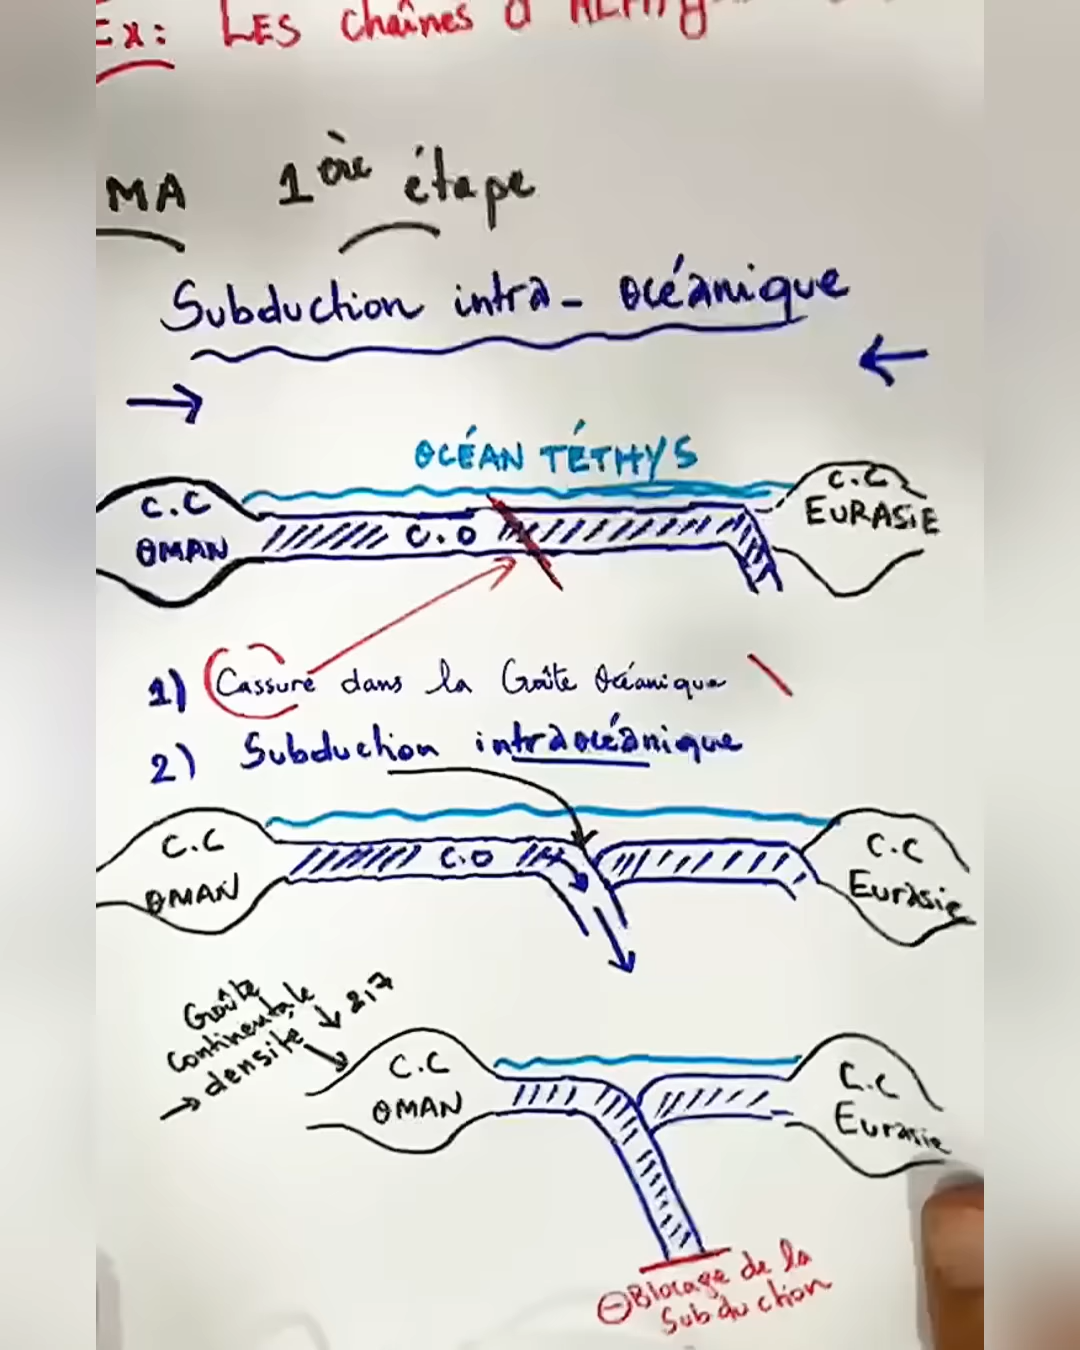 Ex: LES chaînes d'
MA 1ère étape
Subduction intra- océanique
OCÉAN TÉTHYS
C.C OMAN
C.O
C.C EURASIE
1) Cassure dans la Croûte Océanique
2) Subduction intraocéanique
C.C OMAN
C.O
C.C Eurasie
Croûte
Continentale
→ densité ↓ 2,7
C.C OMAN
C.C Eurasie
⊖ Blocage de la
Subduction